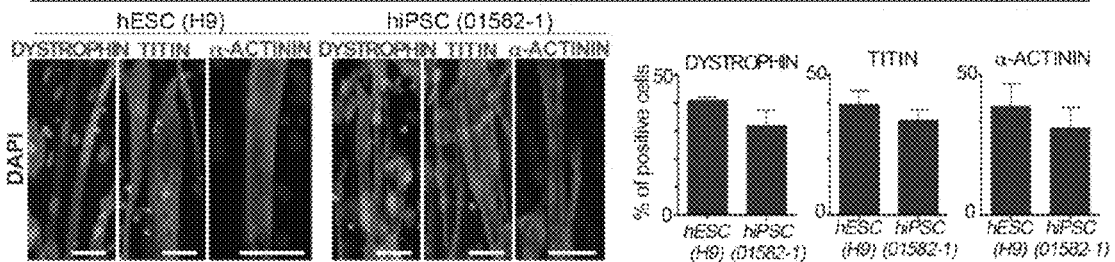 hESC (H9)
hiPSC (01582-1)
DYSTROPHIN TITIN α-ACTININ
DYSTROPHIN TITIN α-ACTININ
DAPI
% of positive cells
DYSTROPHIN
50
0
hESC (H9)
hiPSC (01582-1)
TITIN
50
0
hESC (H9)
hiPSC (01582-1)
α-ACTININ
50
0
hESC (H9)
hiPSC (01582-1)